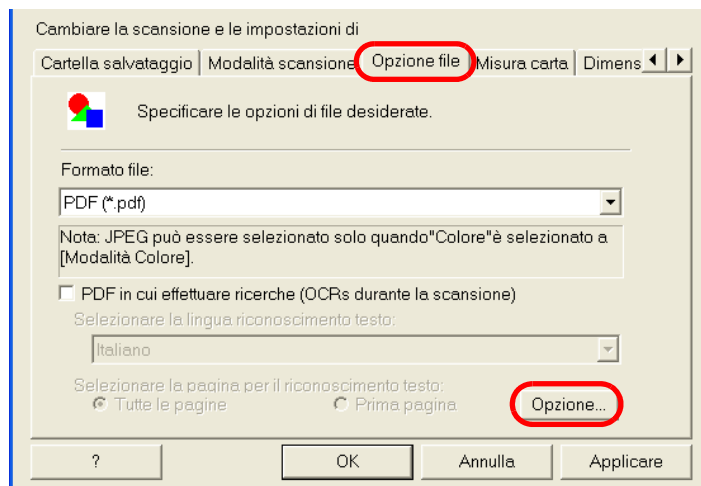 Cambiare la scansione e le impostazioni di
Cartella salvataggio Modalità scansione Opzione file Misura carta Dimens
Specificare le opzioni di file desiderate.
Formato file:
PDF (*.pdf)
Nota: JPEG può essere selezionato solo quando"Colore"è selezionato a
[Modalità Colore].
PDF in cui effettuare ricerche (OCRs durante la scansione)
Selezionare la lingua riconoscimento testo:
Italiano
Selezionare la pagina per il riconoscimento testo:
Tutte le pagine Prima pagina Opzione...
? OK Annulla Applicare